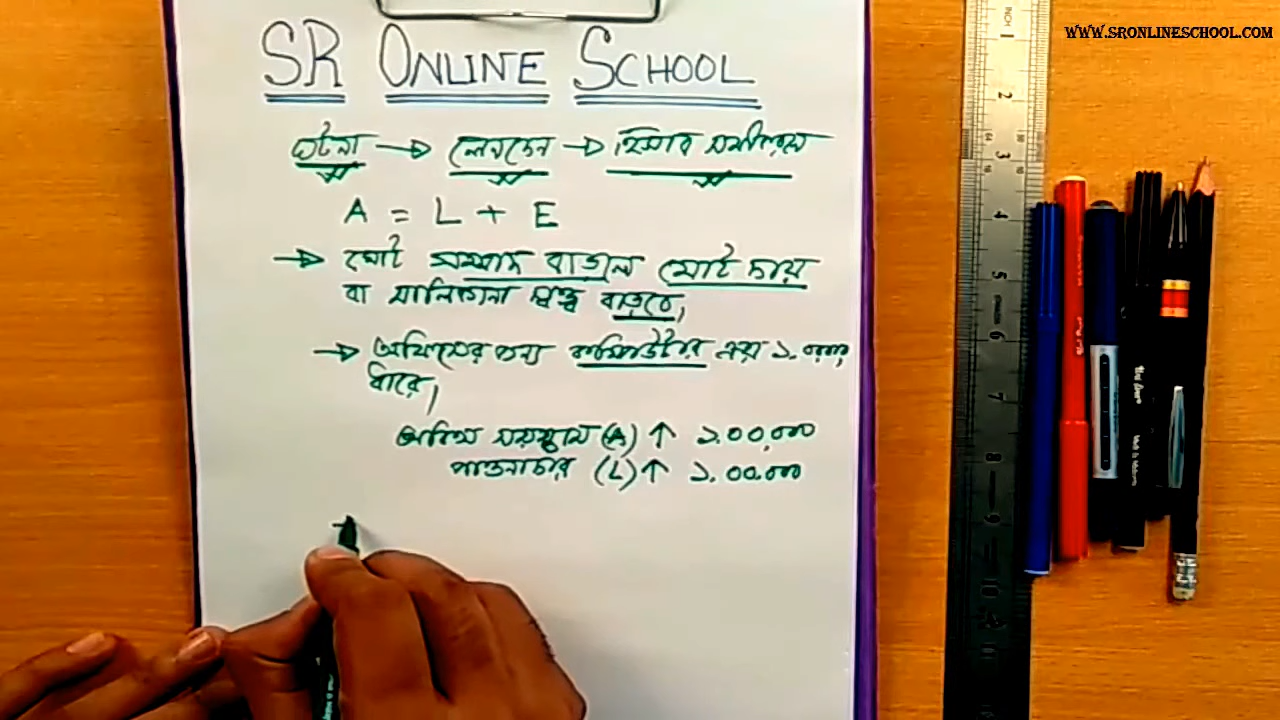 WWW.SRONLINESCHOOL.COM
SR ONLINE SCHOOL
ঘটনা → লেনদেন → হিসাব সমীকরণ
A = L + E
→ মোট সম্পদ বাড়লে মোট দায়
বা মালিকানা স্বত্ব বাড়বে,
→ অফিসের জন্য কম্পিউটার ক্রয় ১,০০,০০০,
ধারে,
অফিস সরঞ্জাম (A) ↑ ১,০০,০০০
পাওনাদার (L) ↑ ১,০০,০০০